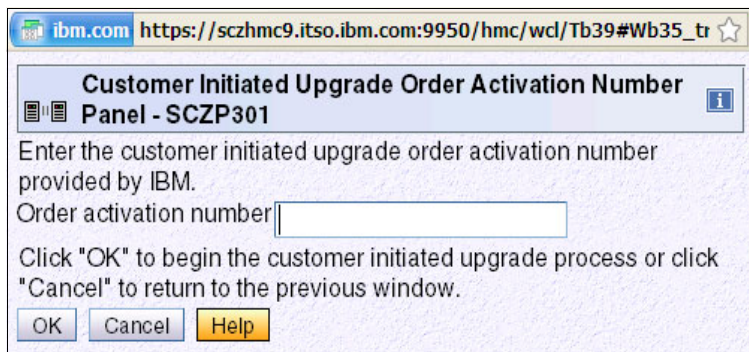 ibm.com https://sczhmc9.itso.ibm.com:9950/hmc/wcl/Tb39#Wb35_tr
Customer Initiated Upgrade Order Activation Number
Panel - SCZP301
i
Enter the customer initiated upgrade order activation number
provided by IBM.
Order activation number
Click "OK" to begin the customer initiated upgrade process or click
"Cancel" to return to the previous window.
OK Cancel Help